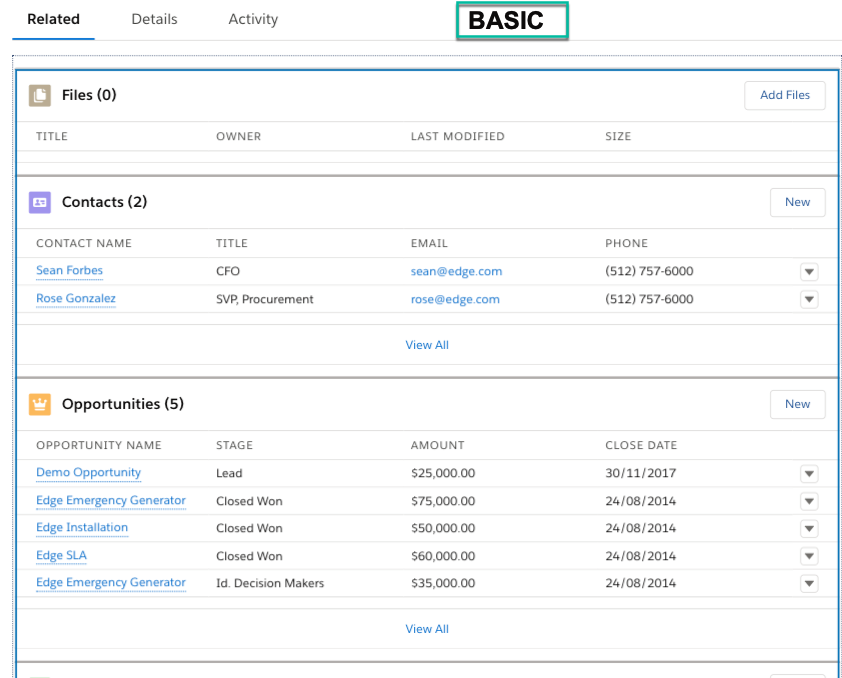 Related Details Activity BASIC
Files (0) Add Files
TITLE OWNER LAST MODIFIED SIZE
Contacts (2) New
CONTACT NAME TITLE EMAIL PHONE
Sean Forbes CFO sean@edge.com (512) 757-6000
Rose Gonzalez SVP, Procurement rose@edge.com (512) 757-6000
View All
Opportunities (5) New
OPPORTUNITY NAME STAGE AMOUNT CLOSE DATE
Demo Opportunity Lead $25,000.00 30/11/2017
Edge Emergency Generator Closed Won $75,000.00 24/08/2014
Edge Installation Closed Won $50,000.00 24/08/2014
Edge SLA Closed Won $60,000.00 24/08/2014
Edge Emergency Generator Id. Decision Makers $35,000.00 24/08/2014
View All